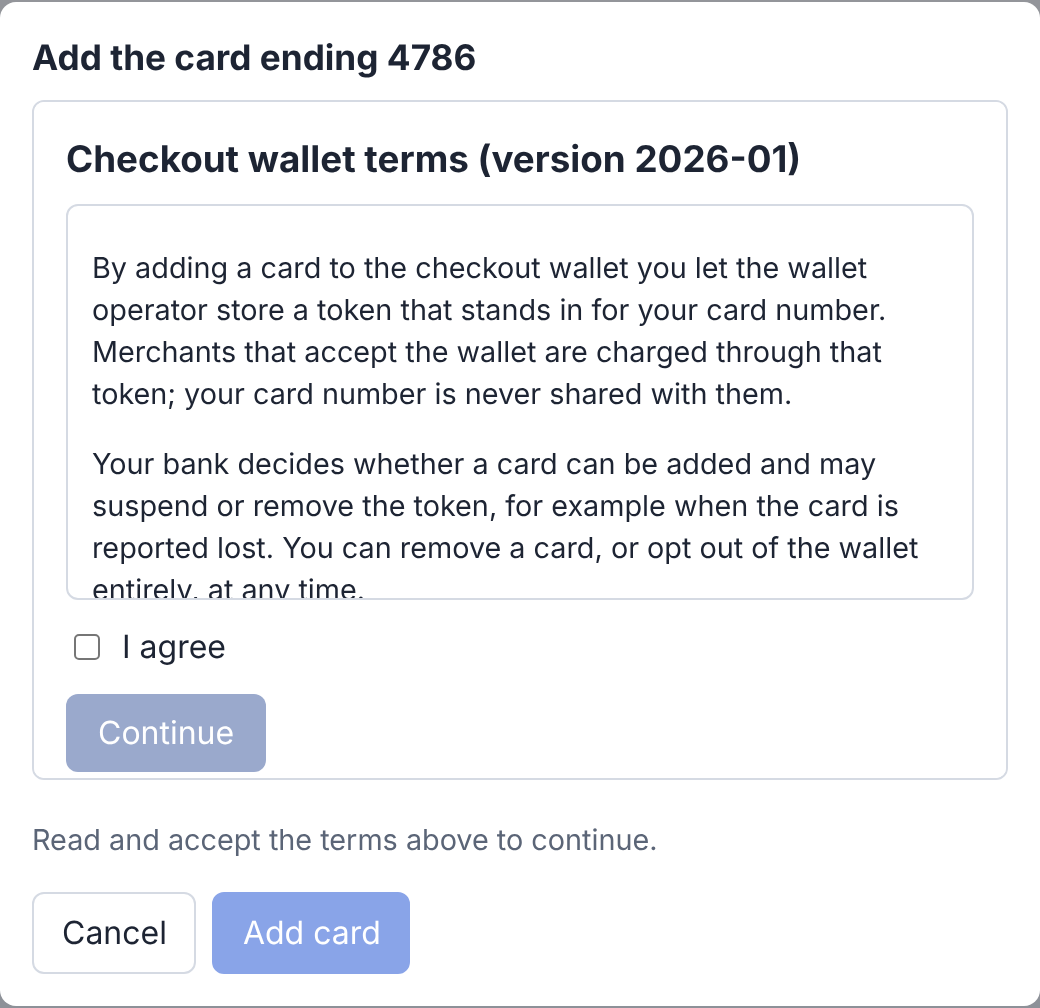 Add the card ending 4786
Checkout wallet terms (version 2026-01)
By adding a card to the checkout wallet you let the wallet
operator store a token that stands in for your card number.
Merchants that accept the wallet are charged through that
token; your card number is never shared with them.
Your bank decides whether a card can be added and may
suspend or remove the token, for example when the card is
reported lost. You can remove a card, or opt out of the wallet
entirely, at any time.
I agree
Continue
Read and accept the terms above to continue.
Cancel
Add card